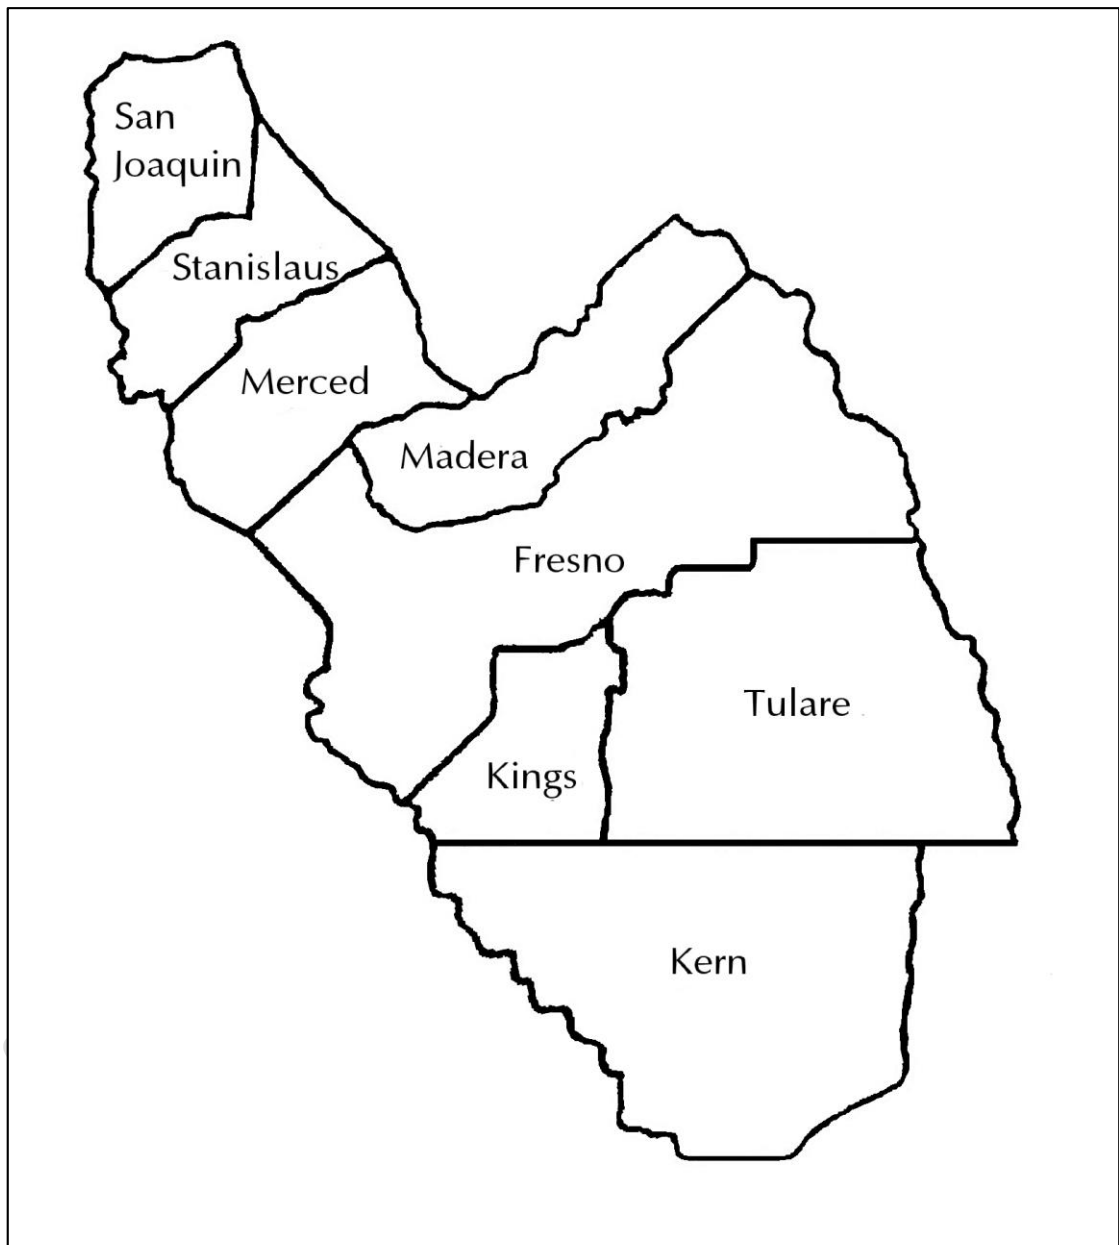 San
Joaquin
Stanislaus
Merced
Madera
Fresno
Tulare
Kings
Kern